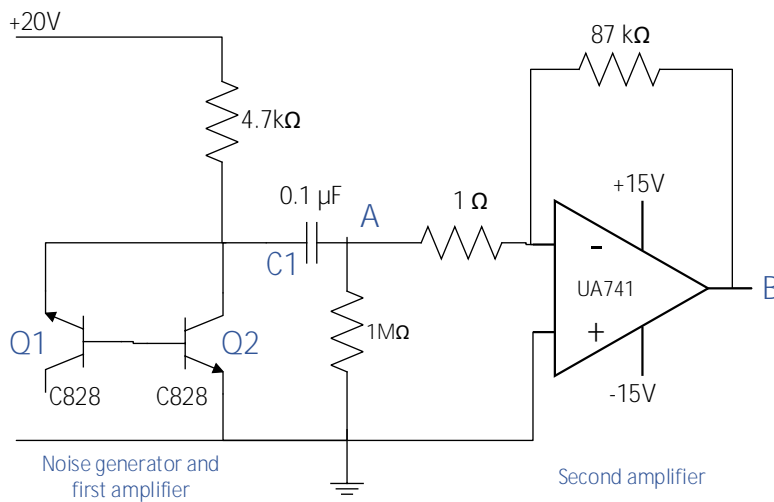 +20V
87 kΩ
4.7kΩ
0.1 µF
A
1 Ω
+15V
C1
-
UA741
B
Q1
Q2
1MΩ
+
C828
C828
-15V
Noise generator and
first amplifier
Second amplifier